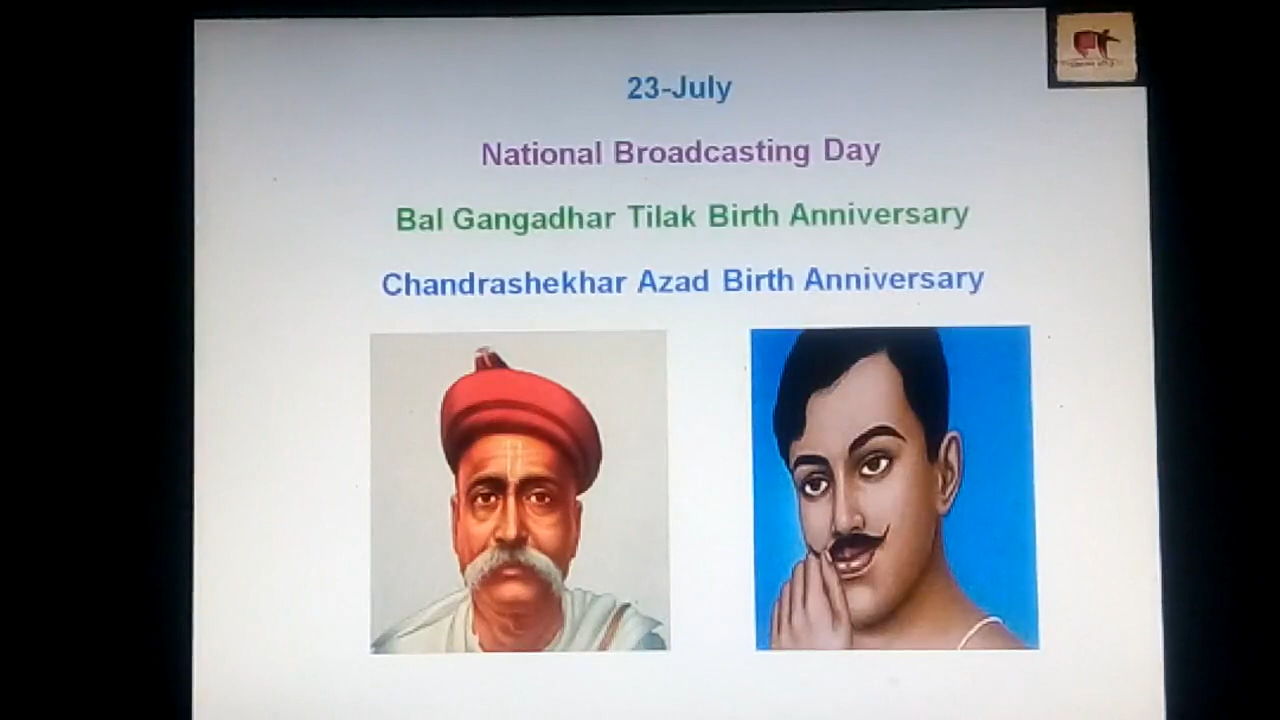 23-July
National Broadcasting Day
Bal Gangadhar Tilak Birth Anniversary
Chandrashekhar Azad Birth Anniversary